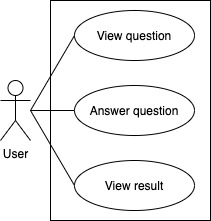 View question
Answer question
User
View result